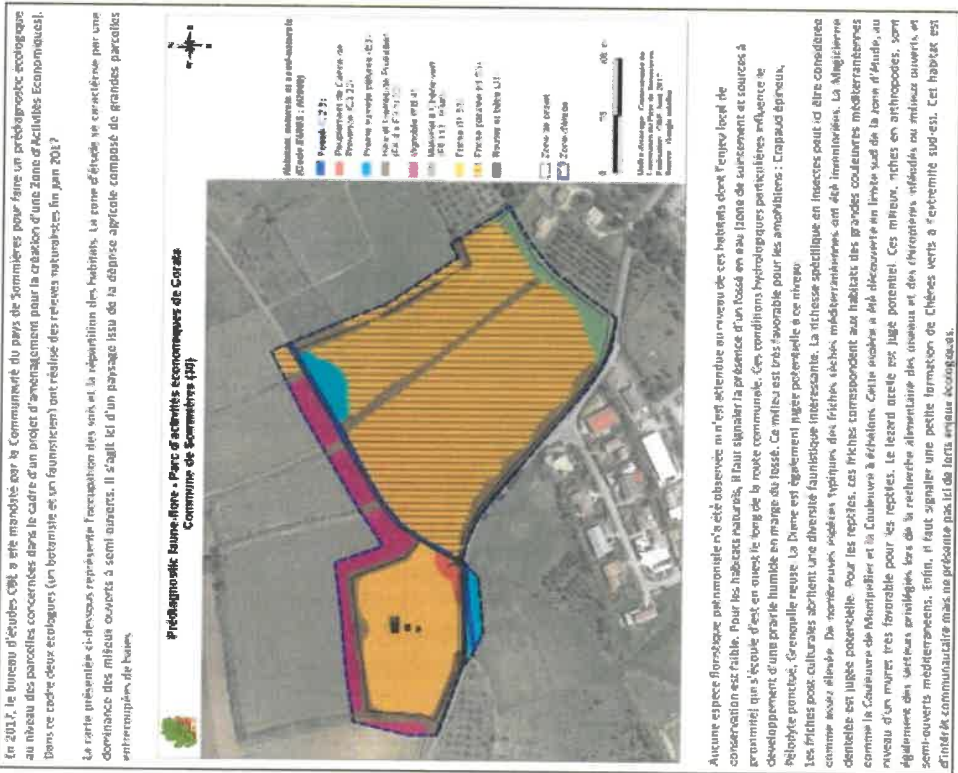 En 2017, le bureau d'études CBE a été mandaté par la Communauté du pays de Sommières pour faire un prédiagnostic écologique
au niveau des parcelles concernées dans le cadre d'un projet d'aménagement pour la création d'une Zone d'Activités Economiques.
Dans ce cadre deux écologues (un botaniste et un faunisticien) ont réalisé des relevés naturalistes fin juin 2017
La carte présentée ci-dessous représente l'occupation des sols et la répartition des habitats. La zone d'étude se caractérise par une
dominance des milieux ouverts à semi ouverts. Il s'agit ici d'un paysage issu de la déprise agricole composé de grandes parcelles
entrecoupées de haies
Prédiagnostic faune-flore - Parc d'activités économiques de Corata
Commune de Sommières (30)
Habitats naturels et semi-naturels
(Code EUNIS)
Fossé
Peuplement de Canne de
Provence
Vignoble
Friche
Zone de projet
Zone d'étude
0
Aucune espèce floristique patrimoniale n'a été observée ni n'est attendue au niveau de ces habitats dont l'enjeu local de
conservation est faible. Pour les habitats naturels, il faut signaler la présence d'un fossé en eau (zone de suintement et sources à
proximité) qui s'écoule d'est en ouest le long de la route communale. Ces conditions hydrologiques particulières influence le
développement d'une prairie humide en marge du fossé. Ce milieu est très favorable pour les amphibiens : Crapaud épineux,
Pélodyte ponctué, Grenouille rieuse. La Diane est également jugée potentielle à ce niveau.
Les friches post culturales abritent une diversité faunistique intéressante. La richesse spécifique en insectes peut ici être considérée
comme assez élevée. De nombreuses espèces typiques des friches sèches méditerranéennes ont été inventoriées. La Magicienne
dentelée est jugée potentielle. Pour les reptiles, ces friches correspondent aux habitats des grandes couleuvres méditerranéennes
comme la Couleuvre de Montpellier et la Couleuvre à échelons. Cette dernière a été découverte en limite sud de la zone d'étude, au
niveau d'un muret très favorable pour les reptiles. Le lézard ocellé est jugé potentiel. Ces milieux, riches en arthropodes, sont
également des secteurs privilégiés lors de la recherche alimentaire des oiseaux et des chiroptères inféodés au milieux ouverts et
semi-ouverts méditerranéens. Enfin, il faut signaler une petite formation de Chênes verts à l'extrémité sud-est. Cet habitat est
d'intérêt communautaire mais ne présente pas ici de forts enjeux écologiques.